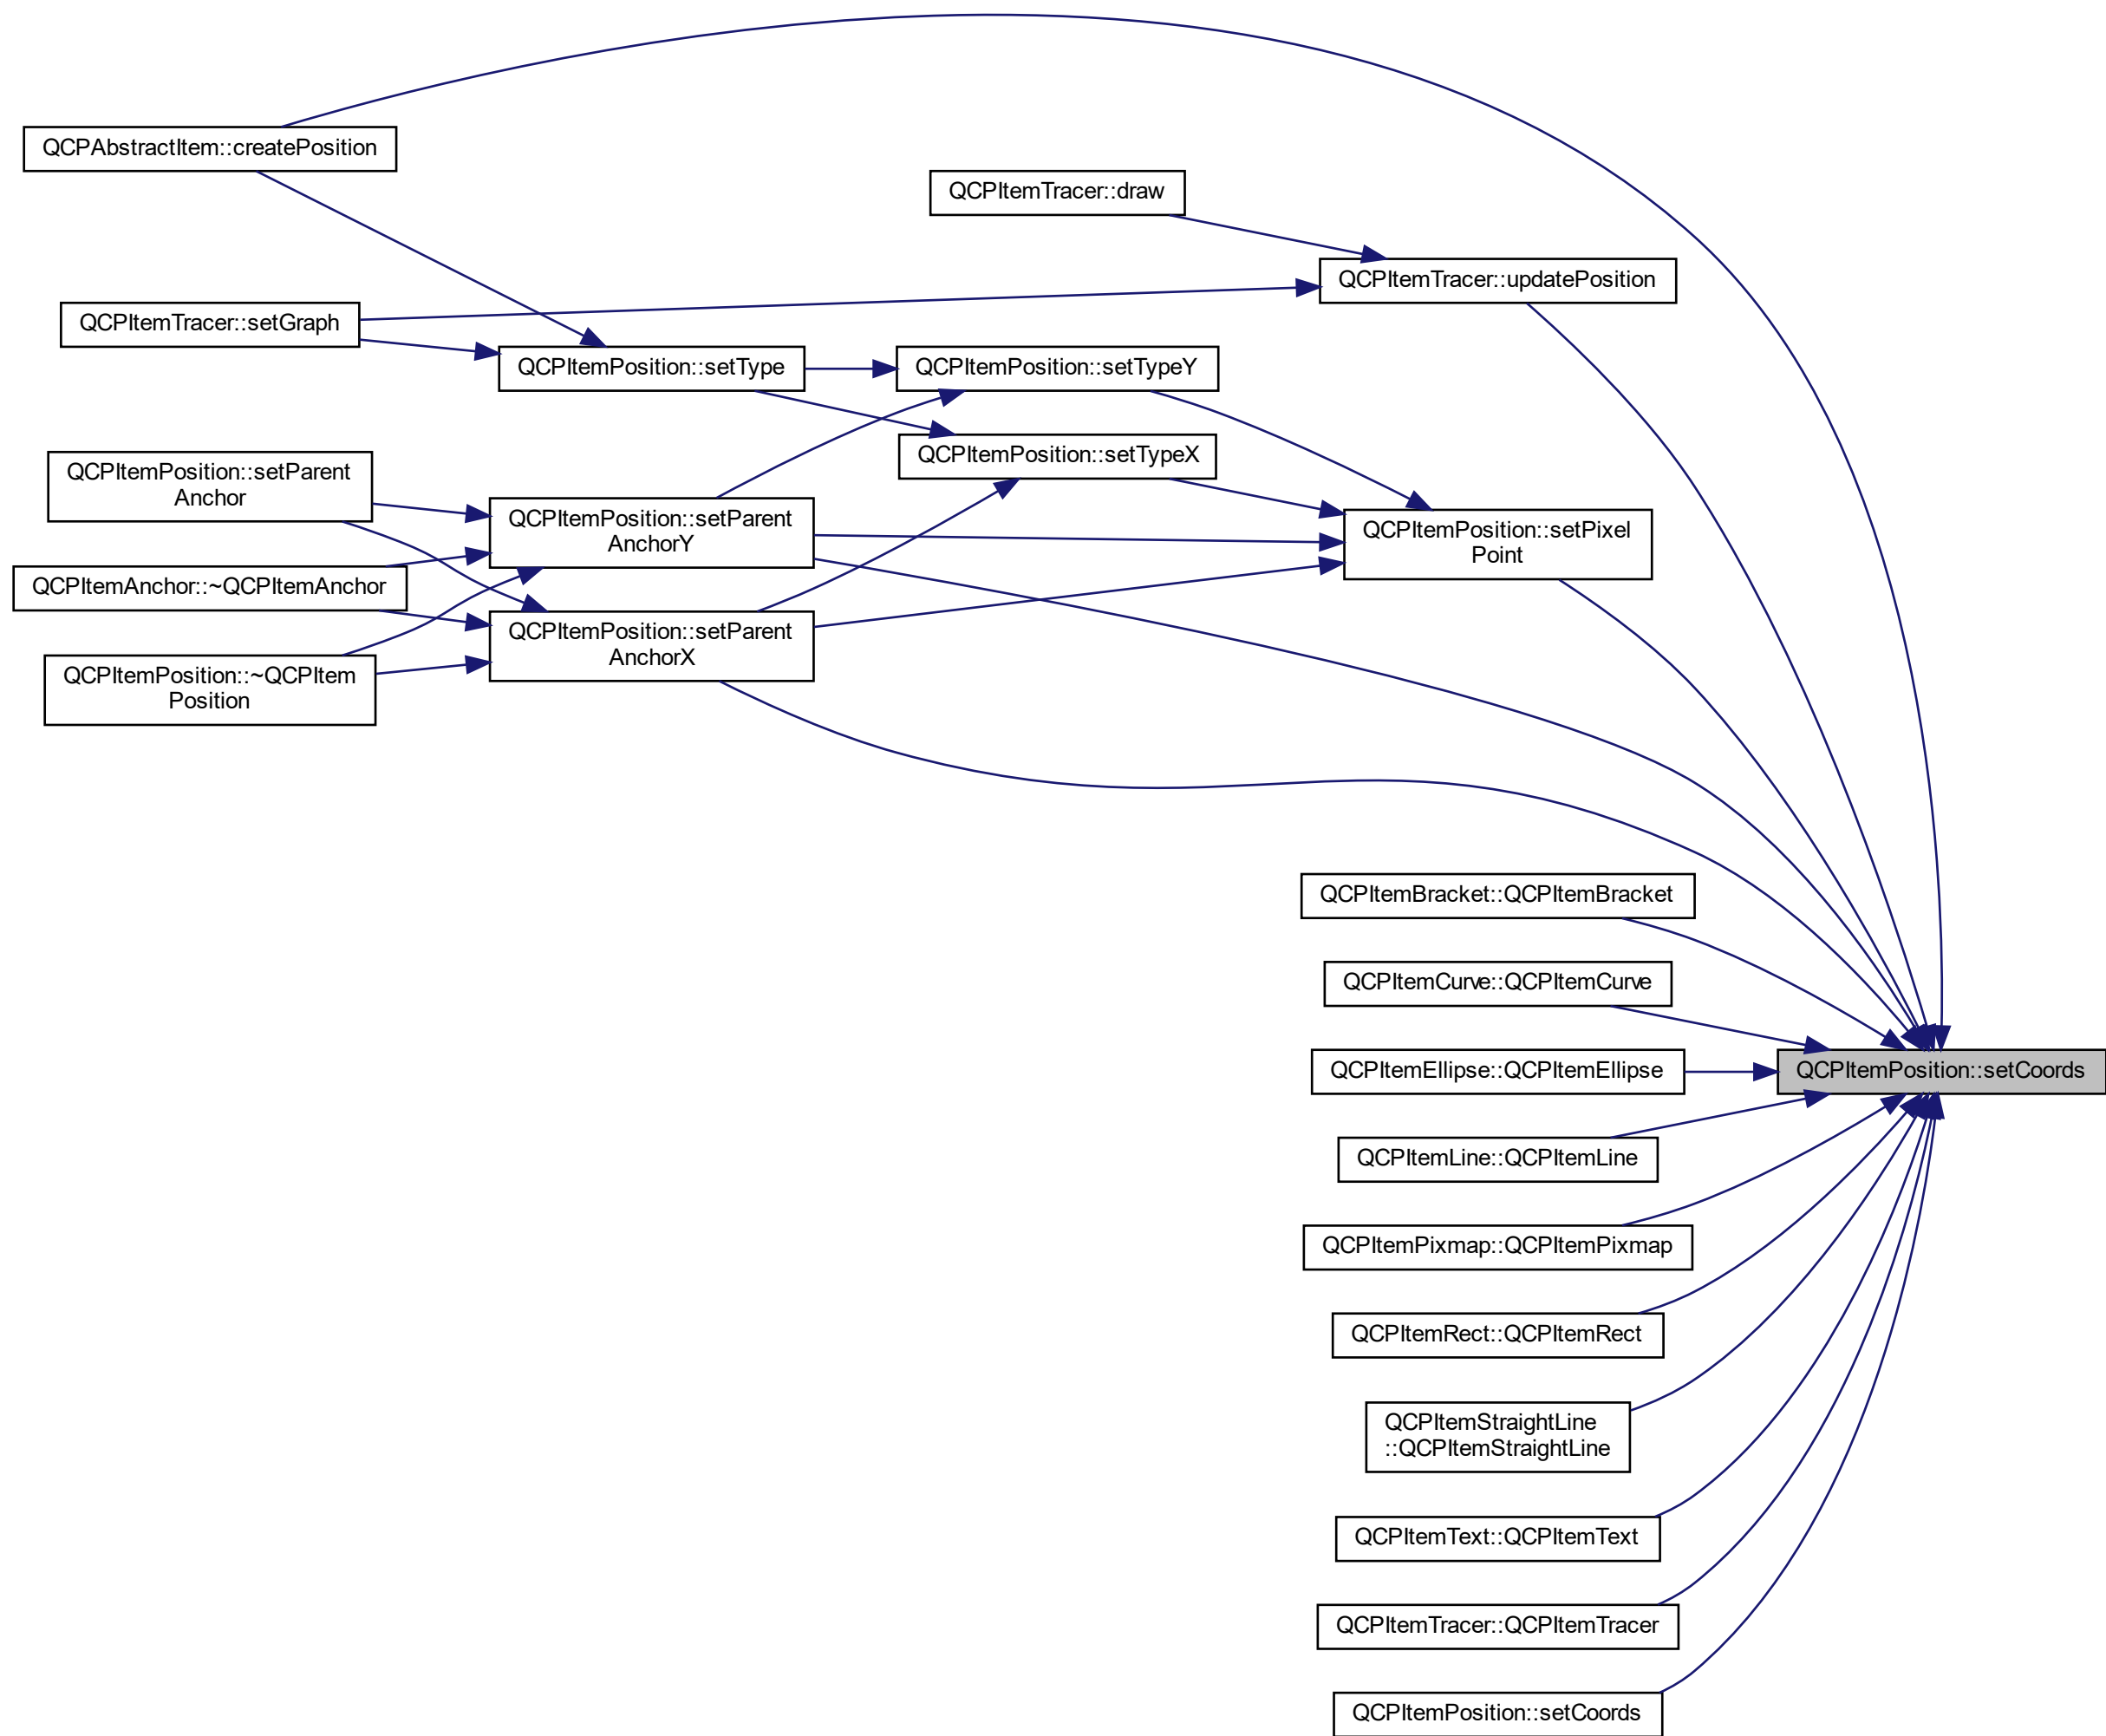 QCPAbstractItem::createPosition
QCPItemTracer::draw
QCPItemTracer::updatePosition
QCPItemTracer::setGraph
QCPItemPosition::setType
QCPItemPosition::setTypeY
QCPItemPosition::setTypeX
QCPItemPosition::setParent
Anchor
QCPItemPosition::setParent
AnchorY
QCPItemPosition::setPixel
Point
QCPItemAnchor::~QCPItemAnchor
QCPItemPosition::setParent
AnchorX
QCPItemPosition::~QCPItem
Position
QCPItemBracket::QCPItemBracket
QCPItemCurve::QCPItemCurve
QCPItemEllipse::QCPItemEllipse
QCPItemPosition::setCoords
QCPItemLine::QCPItemLine
QCPItemPixmap::QCPItemPixmap
QCPItemRect::QCPItemRect
QCPItemStraightLine
::QCPItemStraightLine
QCPItemText::QCPItemText
QCPItemTracer::QCPItemTracer
QCPItemPosition::setCoords